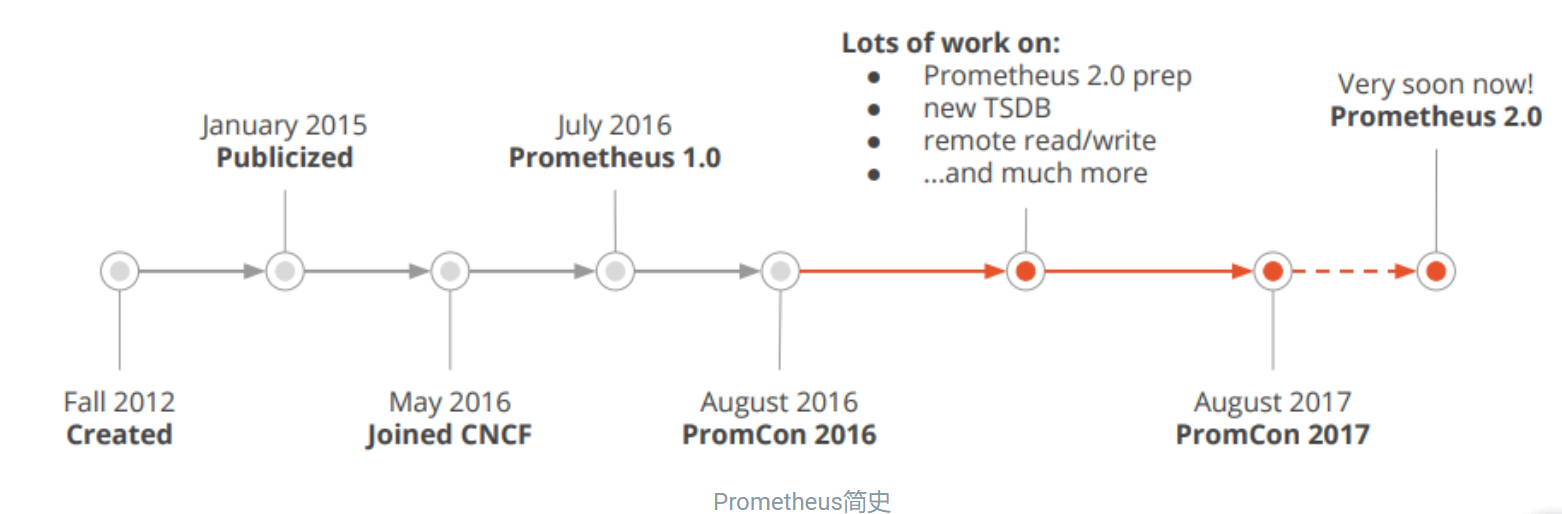 Lots of work on:
● Prometheus 2.0 prep
● new TSDB
● remote read/write
● ...and much more
Very soon now!
Prometheus 2.0
January 2015
Publicized
July 2016
Prometheus 1.0
Fall 2012
Created
May 2016
Joined CNCF
August 2016
PromCon 2016
August 2017
PromCon 2017
Prometheus简史